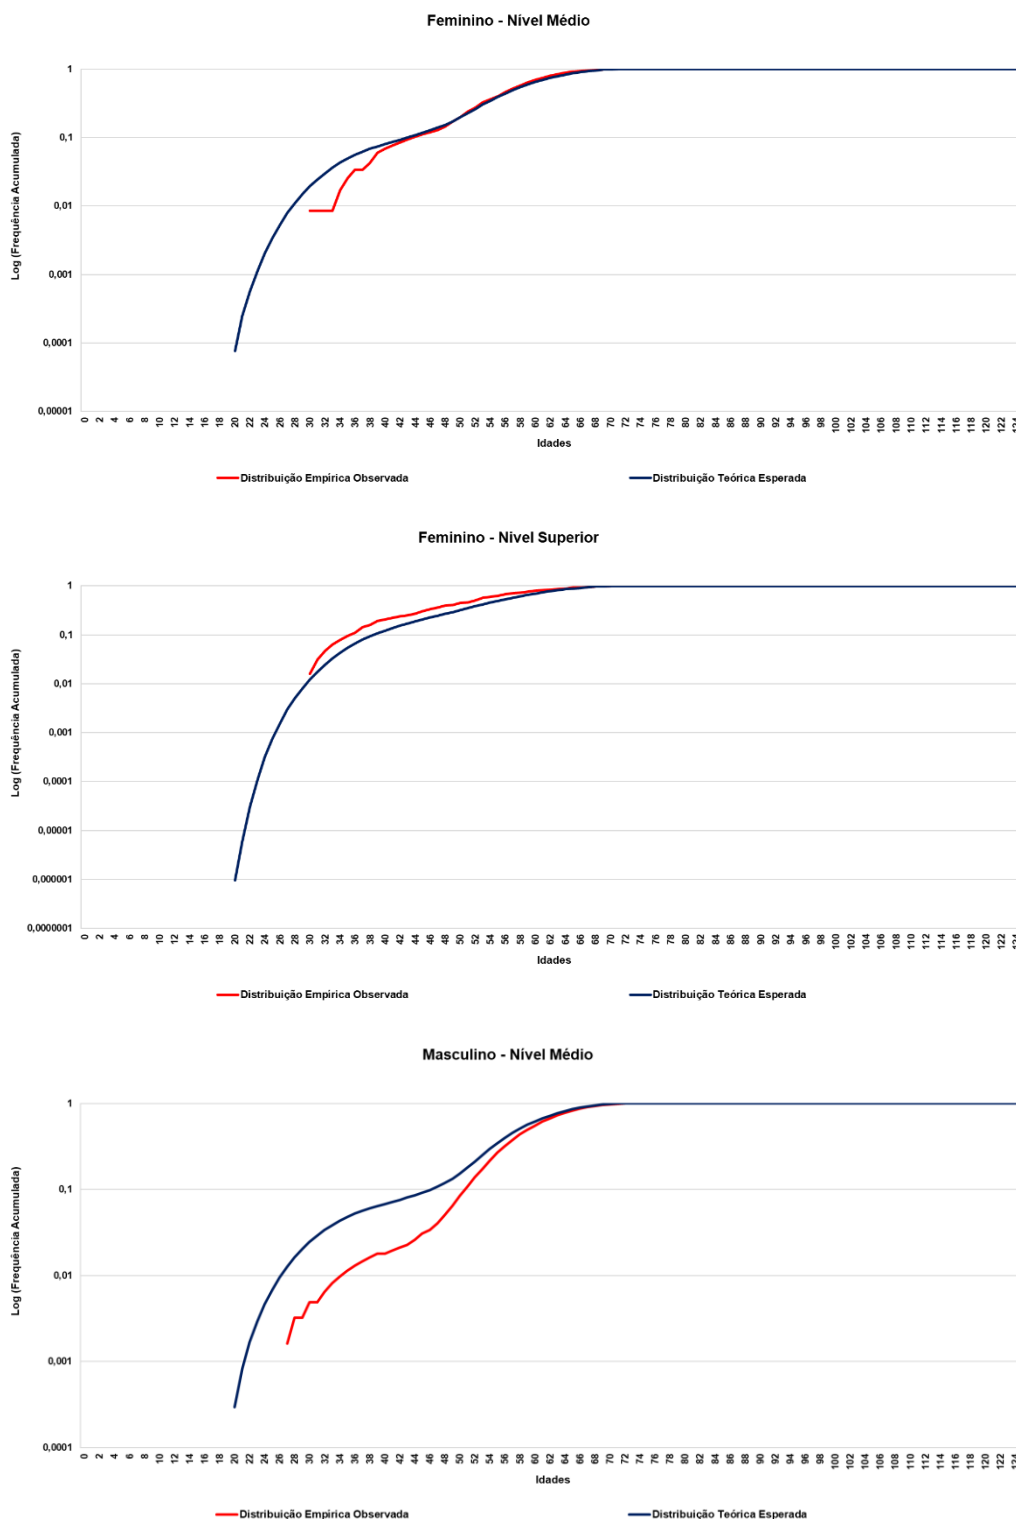 Feminino - Nível Médio
1
0,1
0,01
0,001
0,0001
0,00001
Log (Frequência Acumulada)
0 2 4 6 8 10 12 14 16 18 20 22 24 26 28 30 32 34 36 38 40 42 44 46 48 50 52 54 56 58 60 62 64 66 68 70 72 74 76 78 80 82 84 86 88 90 92 94 96 98 100 102 104 106 108 110 112 114 116 118 120 122 124
Idades
Distribuição Empírica Observada Distribuição Teórica Esperada
Feminino - Nível Superior
1
0,1
0,01
0,001
0,0001
0,00001
0,000001
0,0000001
Log (Frequência Acumulada)
0 2 4 6 8 10 12 14 16 18 20 22 24 26 28 30 32 34 36 38 40 42 44 46 48 50 52 54 56 58 60 62 64 66 68 70 72 74 76 78 80 82 84 86 88 90 92 94 96 98 100 102 104 106 108 110 112 114 116 118 120 122 124
Idades
Distribuição Empírica Observada Distribuição Teórica Esperada
Masculino - Nível Médio
1
0,1
0,01
0,001
0,0001
Log (Frequência Acumulada)
0 2 4 6 8 10 12 14 16 18 20 22 24 26 28 30 32 34 36 38 40 42 44 46 48 50 52 54 56 58 60 62 64 66 68 70 72 74 76 78 80 82 84 86 88 90 92 94 96 98 100 102 104 106 108 110 112 114 116 118 120 122 124
Idades
Distribuição Empírica Observada Distribuição Teórica Esperada